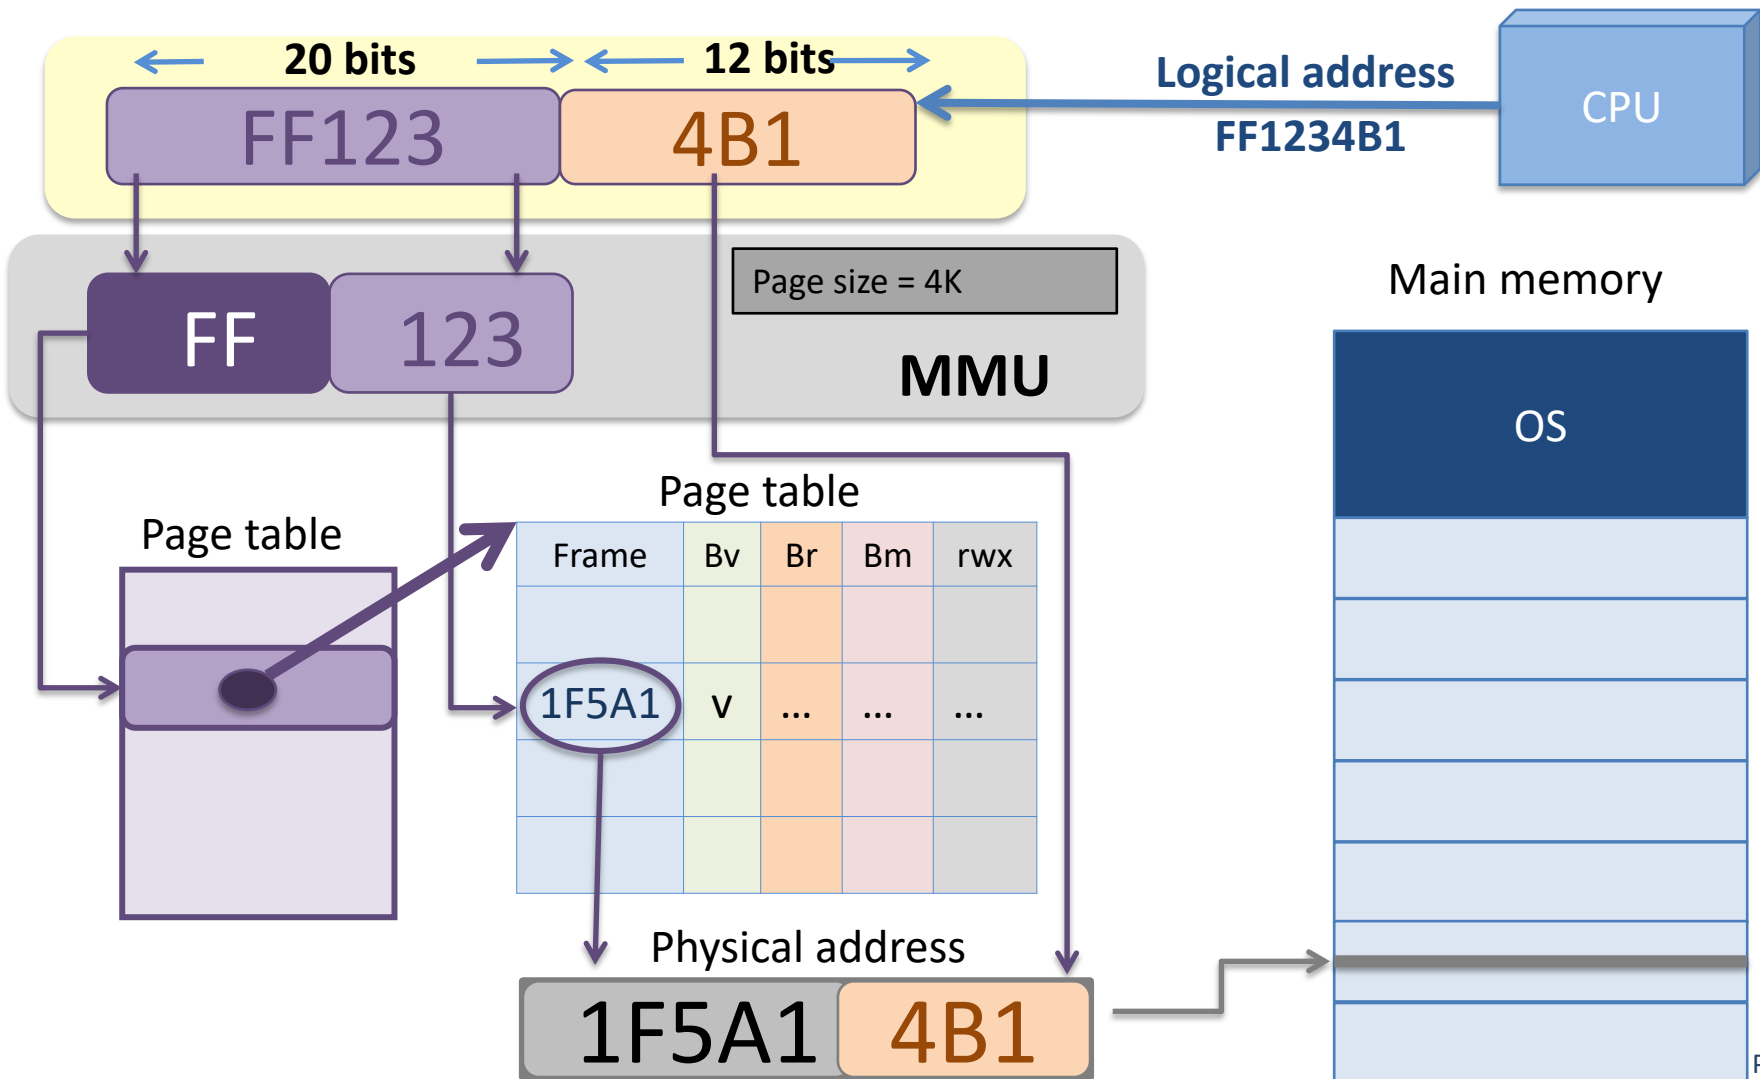 20 bits
12 bits
FF123
4B1
Logical address
FF1234B1
CPU
FF
123
Page size = 4K
MMU
Main memory
OS
Page table
Page table
Frame Bv Br Bm rwx
1F5A1 v ... ... ...
Physical address
1F5A1
4B1